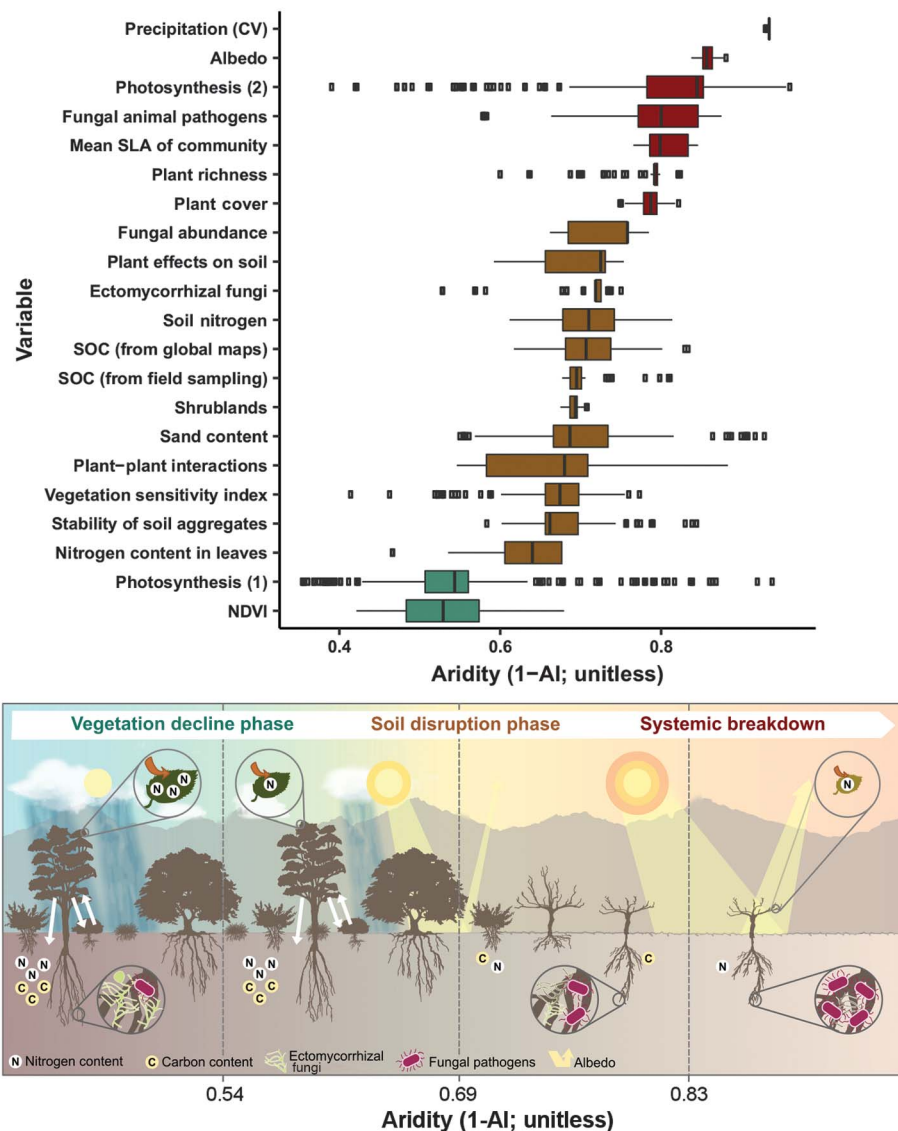 Precipitation (CV)
Albedo
Photosynthesis (2)
Fungal animal pathogens
Mean SLA of community
Plant richness
Plant cover
Fungal abundance
Plant effects on soil
Ectomycorrhizal fungi
Soil nitrogen
SOC (from global maps)
SOC (from field sampling)
Shrublands
Sand content
Plant−plant interactions
Vegetation sensitivity index
Stability of soil aggregates
Nitrogen content in leaves
Photosynthesis (1)
NDVI
Variable
0.4 0.6 0.8
Aridity (1−AI; unitless)
Vegetation decline phase Soil disruption phase Systemic breakdown
N N N
N
N
N N N
C C C C
N N N
C C C C
C N
C
N
N Nitrogen content C Carbon content Ectomycorrhizal fungi Fungal pathogens Albedo
0.54 0.69 0.83
Aridity (1-AI; unitless)